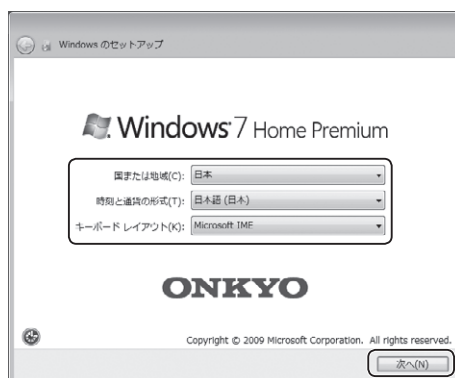 Windows のセットアップ
Windows 7 Home Premium
国または地域(C): 日本
時刻と通貨の形式(T): 日本語 (日本)
キーボード レイアウト(K): Microsoft IME
ONKYO
Copyright © 2009 Microsoft Corporation. All rights reserved.
次へ(N)